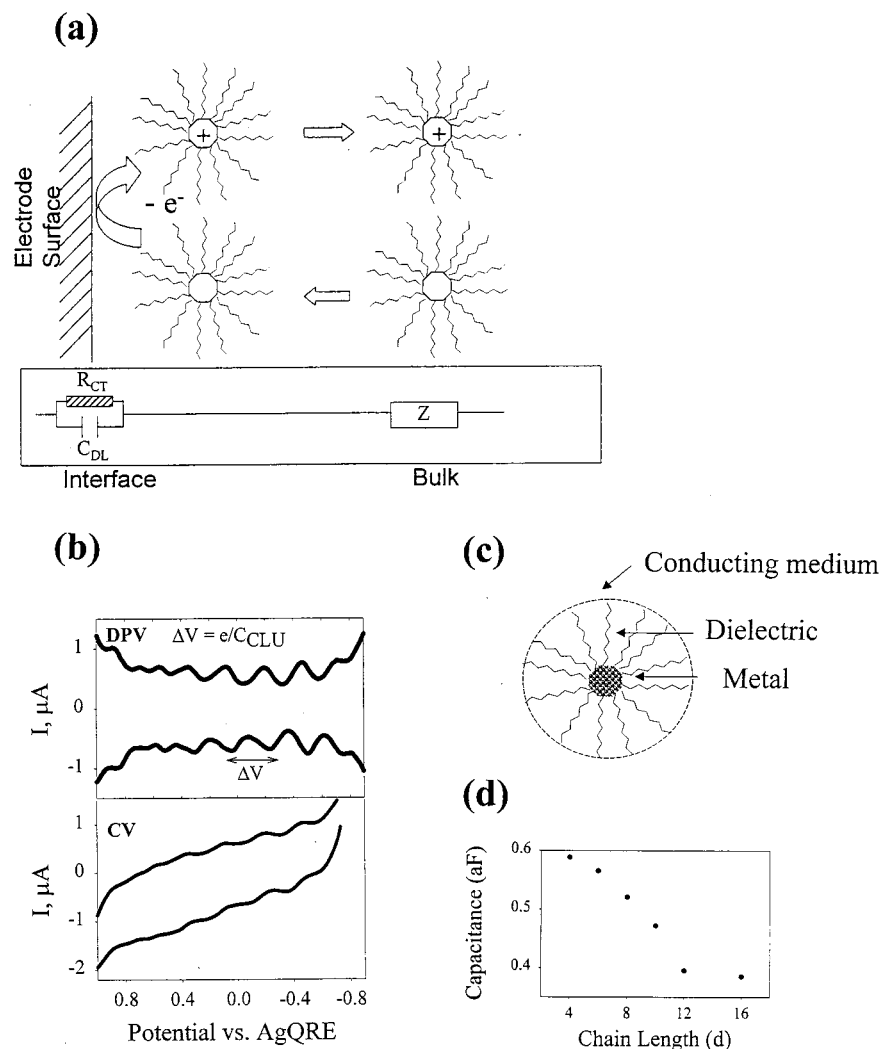 (a)
Electrode
Surface
+
+
- e-
R_CT
C_DL
Z
Interface
Bulk
(b)
DPV ΔV = e/C_CLU
1
0
-1
I, μA
ΔV
CV
1
0
-1
-2
I, μA
0.8 0.4 0.0 -0.4 -0.8
Potential vs. AgQRE
(c)
Conducting medium
Dielectric
Metal
(d)
0.6
0.5
0.4
Capacitance (aF)
4 8 12 16
Chain Length (d)